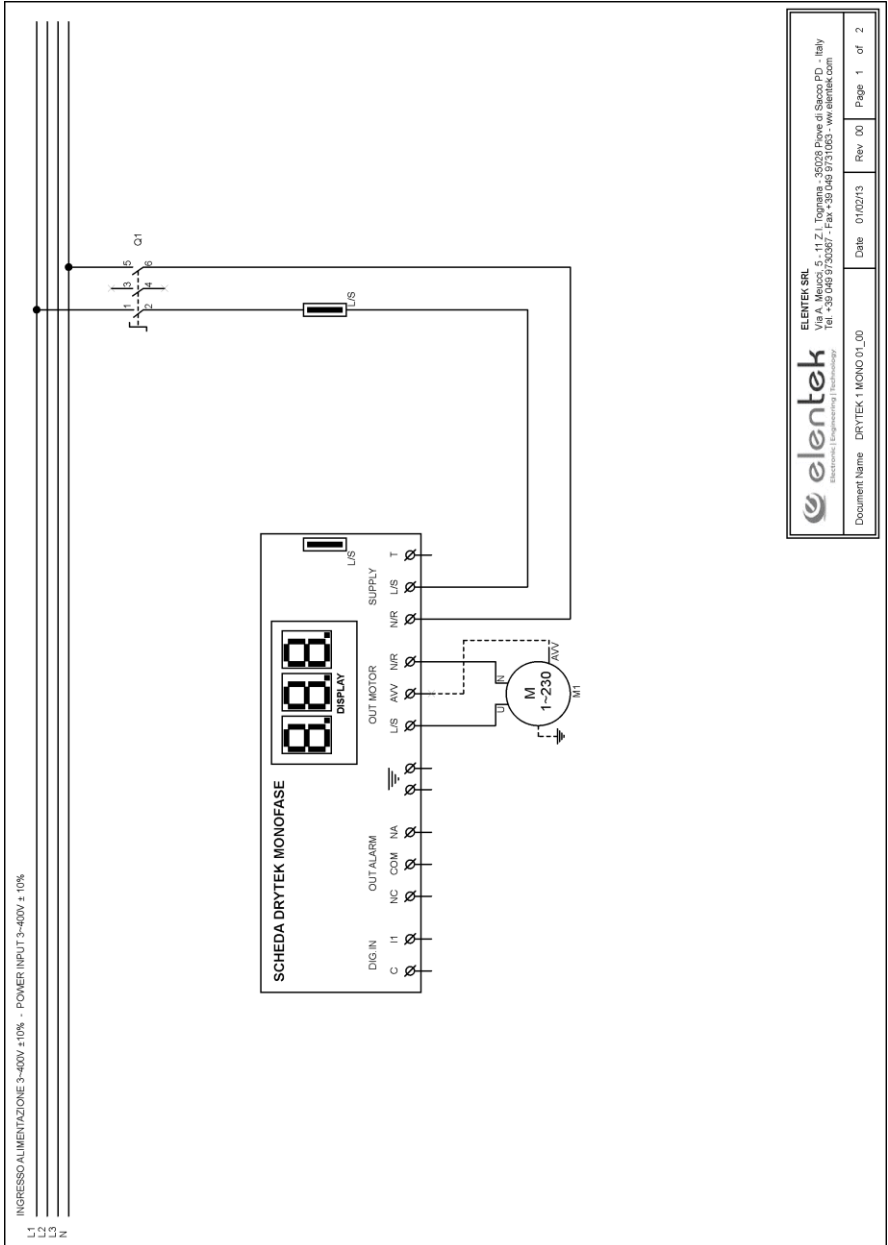 INGRESSO ALIMENTAZIONE 3~400V ±10% - POWER INPUT 3~400V ± 10%
L1
L2
L3
N
Q1
1 3 5
2 4 6
L/S
SCHEDA DRYTEK MONOFASE
8.8.8.
DISPLAY
L/S
DIG.IN OUT ALARM OUT MOTOR SUPPLY
C I1 NC COM NA L/S AVV N/R N/R L/S T
U N
M
1~230
AVV
M1
elentek
Electronic | Engineering | Technology
ELENTEK SRL
Via A. Meucci, 5 - 11 Z.I. Tognana - 35028 Piove di Sacco PD - Italy
Tel. +39 049 9730367 - Fax +39 049 9731063 - ww.elentek.com
Document Name DRYTEK 1 MONO 01_00 Date 01/02/13 Rev 00 Page 1 of 2